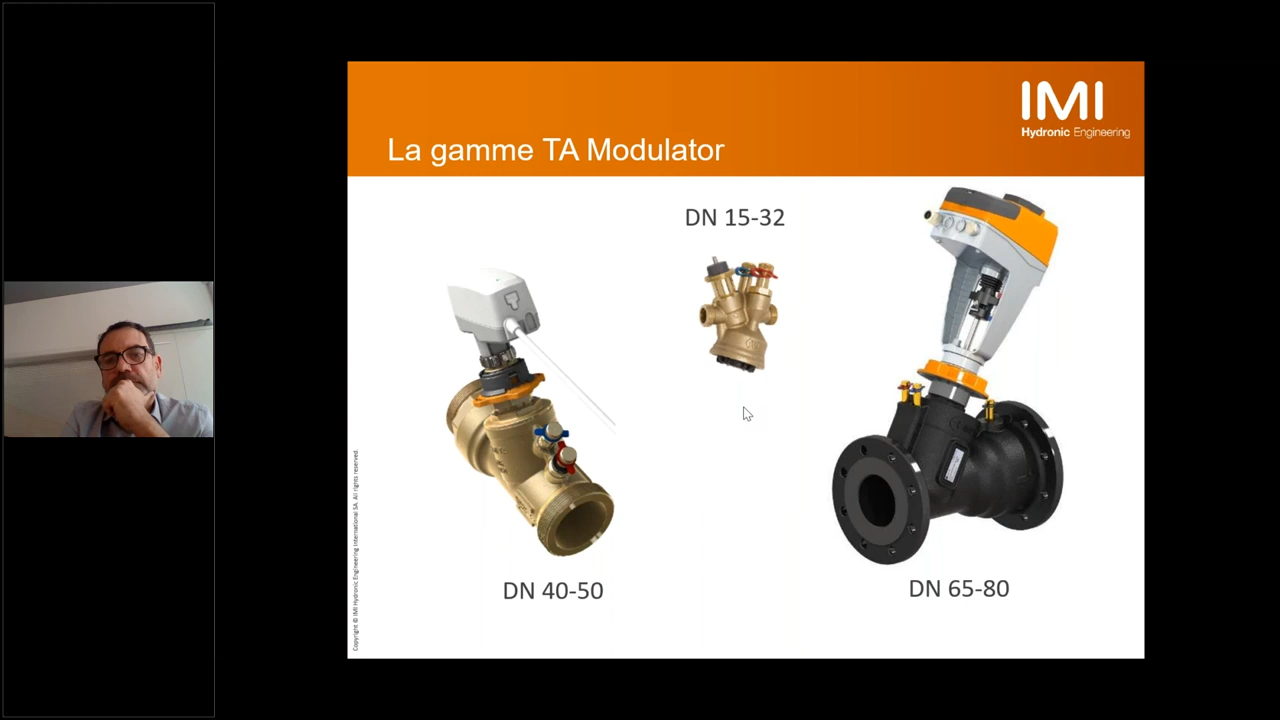 IMI
Hydronic Engineering
La gamme TA Modulator
DN 15-32
DN 40-50
DN 65-80
Copyright © IMI Hydronic Engineering International SA. All rights reserved.